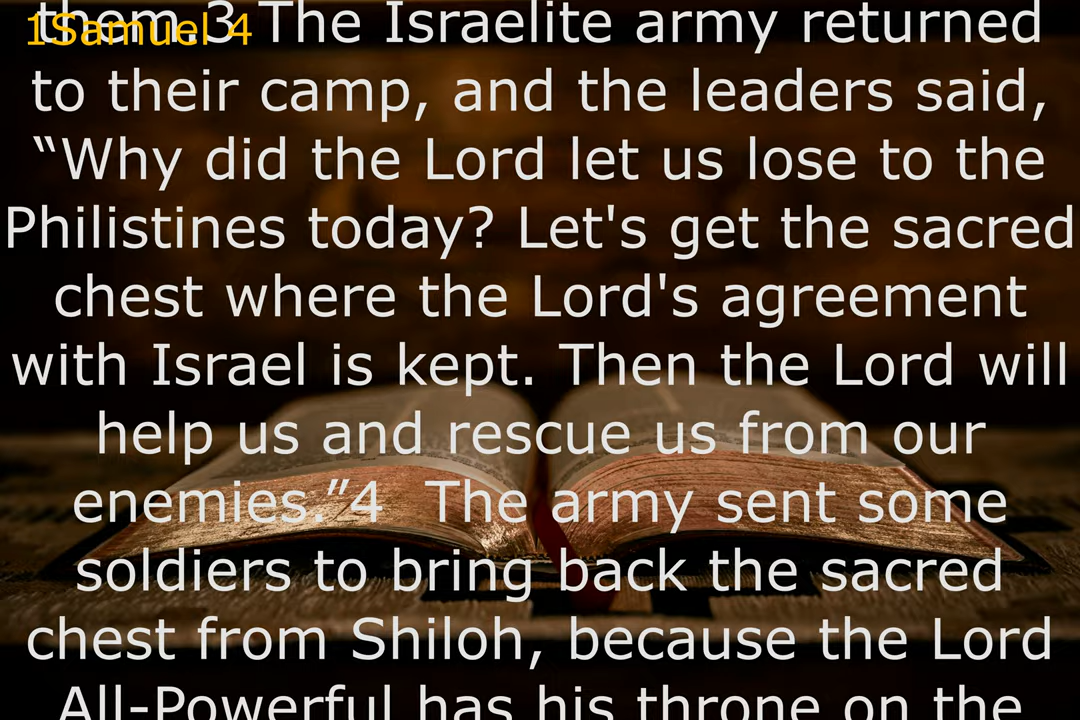 1Samuel 4
them.3 The Israelite army returned
to their camp, and the leaders said,
“Why did the Lord let us lose to the
Philistines today? Let's get the sacred
chest where the Lord's agreement
with Israel is kept. Then the Lord will
help us and rescue us from our
enemies.”4 The army sent some
soldiers to bring back the sacred
chest from Shiloh, because the Lord
All-Powerful has his throne on the